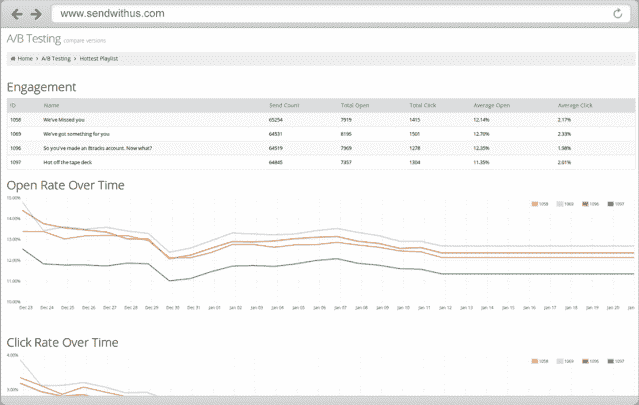 www.sendwithus.com
A/B Testing compare versions
Home › A/B Testing › Hottest Playlist
Engagement
ID Name Send Count Total Open Total Click Average Open Average Click
We've Missed you 65254 7919 1415 12.14% 2.17%
1069 We've got something for you 64531 8195 1501 12.70% 2.33%
1096 So you've made an 8tracks account. Now what? 64519 7969 1278 12.35% 1.98%
1097 Hot off the tape deck 64845 7357 1304 11.35% 2.01%
Open Rate Over Time
15.00% 1069 1096 1097
14.00%
13.00%
12.00%
11.00%
10.00%
Dec 23 Dec 24 Dec 25 Dec 26 Dec 27 Dec 28 Dec 29 Dec 30 Dec 31 Jan 01 Jan 02 Jan 03 Jan 04 Jan 05 Jan 06 Jan 07 Jan 08 Jan 09 Jan 10 Jan 11 Jan 12 Jan 13 Jan 14 Jan 15 Jan 16 Jan 17 Jan 18 Jan 19 Jan 20 Jan
Click Rate Over Time
4.00% 1069 1096 1097
3.00%